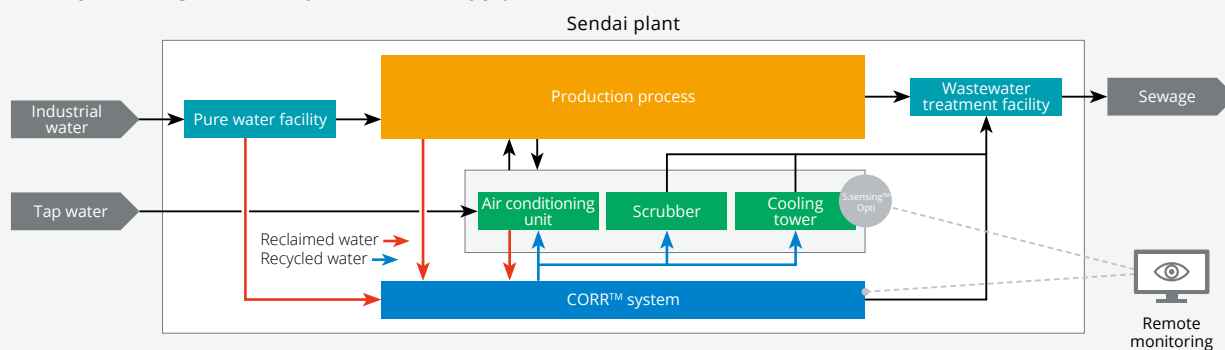 Sendai plant
Industrial
water
Pure water facility
Production process
Wastewater
treatment facility
Sewage
Tap water
Air conditioning
unit
Scrubber
Cooling
tower
S.sensing™
Opti
Reclaimed water
Recycled water
CORR™ system
Remote
monitoring